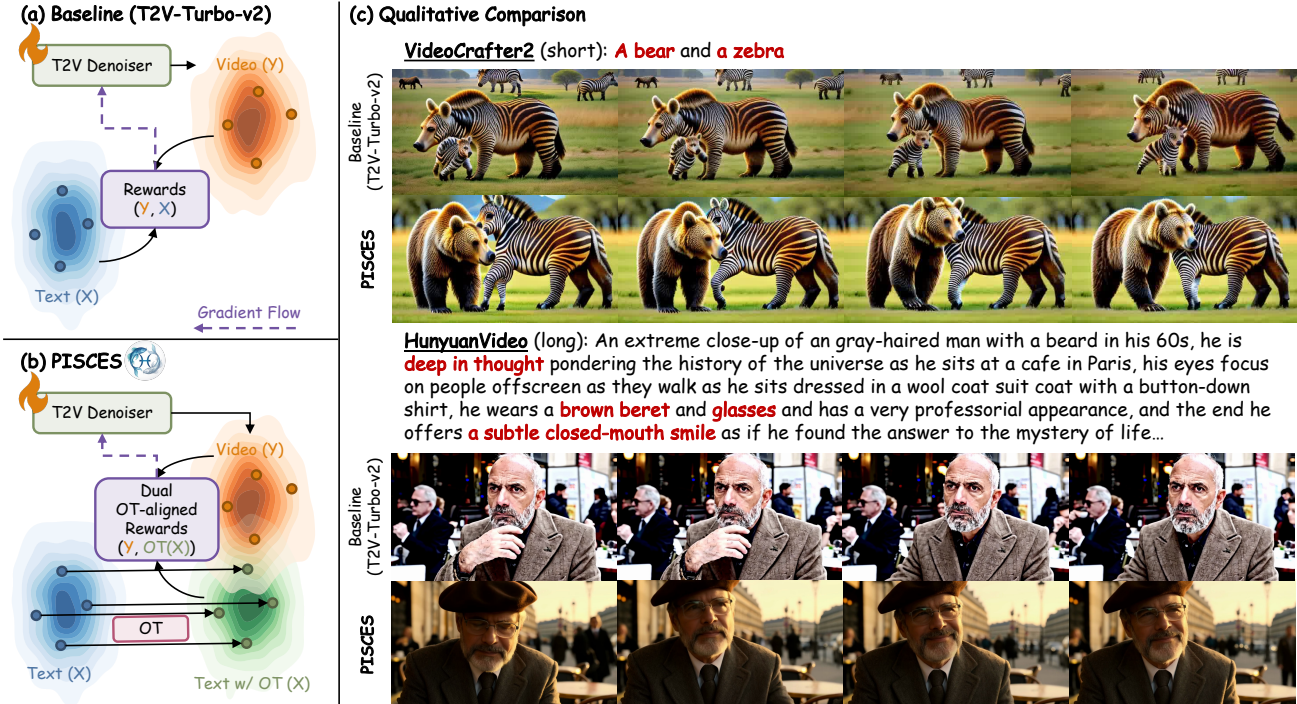 (a) Baseline (T2V-Turbo-v2)
T2V Denoiser
Video (Y)
Rewards
(Y, X)
Text (X)
Gradient Flow
(b) PISCES
T2V Denoiser
Video (Y)
Dual
OT-aligned
Rewards
(Y, OT(X))
OT
Text (X)
Text w/ OT (X)
(c) Qualitative Comparison
VideoCrafter2 (short): A bear and a zebra
Baseline
(T2V-Turbo-v2)
PISCES
HunyuanVideo (long): An extreme close-up of an gray-haired man with a beard in his 60s, he is
deep in thought pondering the history of the universe as he sits at a cafe in Paris, his eyes focus
on people offscreen as they walk as he sits dressed in a wool coat suit coat with a button-down
shirt, he wears a brown beret and glasses and has a very professorial appearance, and the end he
offers a subtle closed-mouth smile as if he found the answer to the mystery of life...
Baseline
(T2V-Turbo-v2)
PISCES